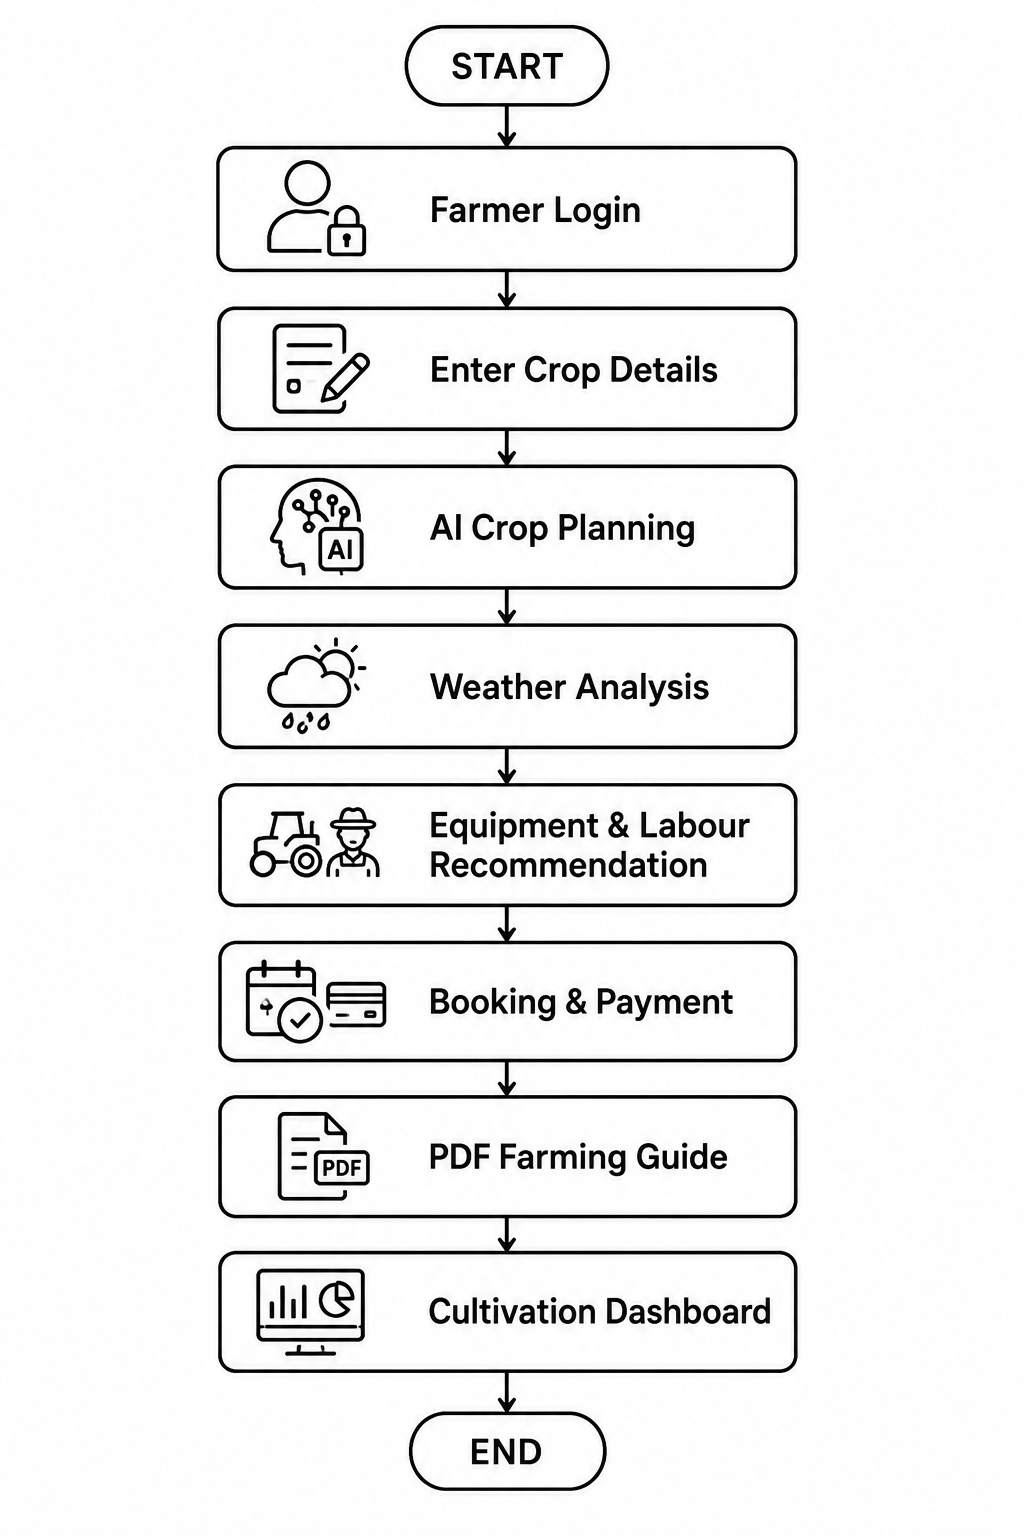 START
Farmer Login
Enter Crop Details
AI
AI Crop Planning
Weather Analysis
Equipment & Labour
Recommendation
Booking & Payment
PDF
PDF Farming Guide
Cultivation Dashboard
END